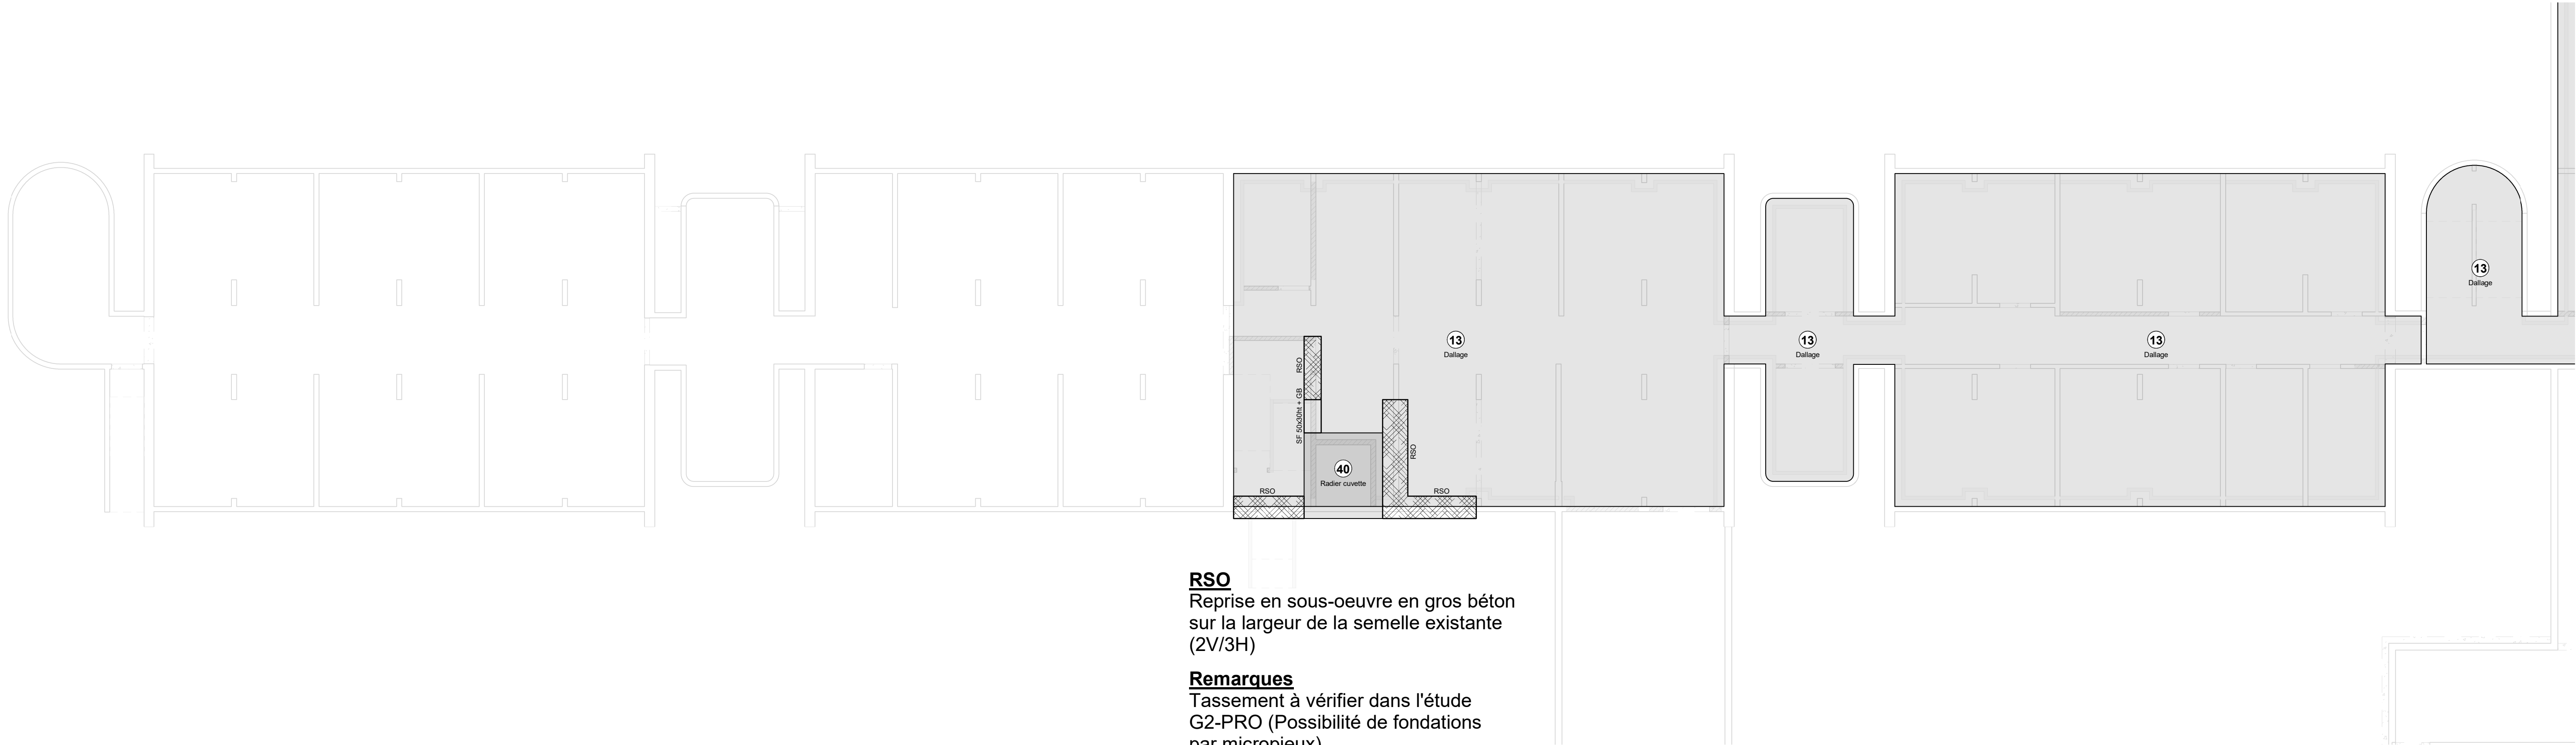 13
Dallage
RSO
SF 50x30ht + GB
13
Dallage
13
Dallage
13
Dallage
RSO
40
Radier cuvette
RSO
RSO
RSO
Reprise en sous-oeuvre en gros béton
sur la largeur de la semelle existante
(2V/3H)
Remarques
Tassement à vérifier dans l'étude
G2-PRO (Possibilité de fondations
par micropieux)